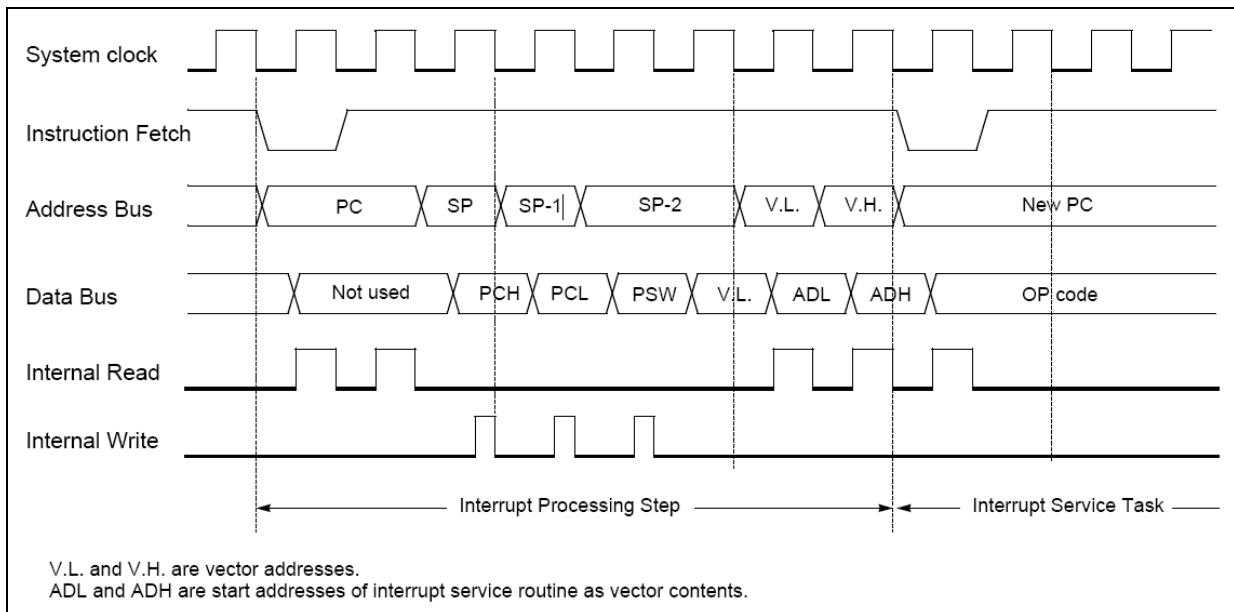 System clock
Instruction Fetch
Address Bus PC SP SP-1 SP-2 V.L. V.H. New PC
Data Bus Not used PCH PCL PSW V.L. ADL ADH OP code
Internal Read
Internal Write
Interrupt Processing Step Interrupt Service Task
V.L. and V.H. are vector addresses.
ADL and ADH are start addresses of interrupt service routine as vector contents.